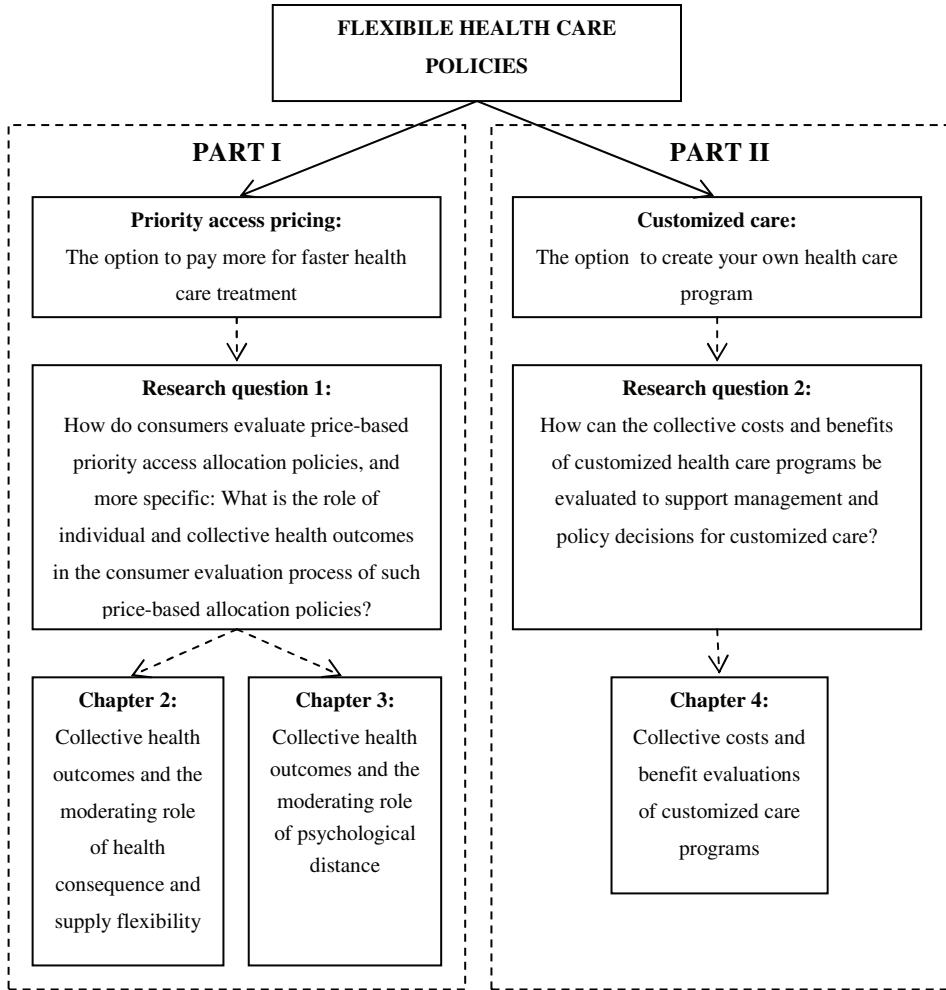 FLEXIBILE HEALTH CARE
POLICIES
PART I
Priority access pricing:
The option to pay more for faster health
care treatment
Research question 1:
How do consumers evaluate price-based
priority access allocation policies, and
more specific: What is the role of
individual and collective health outcomes
in the consumer evaluation process of such
price-based allocation policies?
Chapter 2:
Collective health
outcomes and the
moderating role
of health
consequence and
supply flexibility
Chapter 3:
Collective health
outcomes and the
moderating role
of psychological
distance
PART II
Customized care:
The option to create your own health care
program
Research question 2:
How can the collective costs and benefits
of customized health care programs be
evaluated to support management and
policy decisions for customized care?
Chapter 4:
Collective costs and
benefit evaluations
of customized care
programs